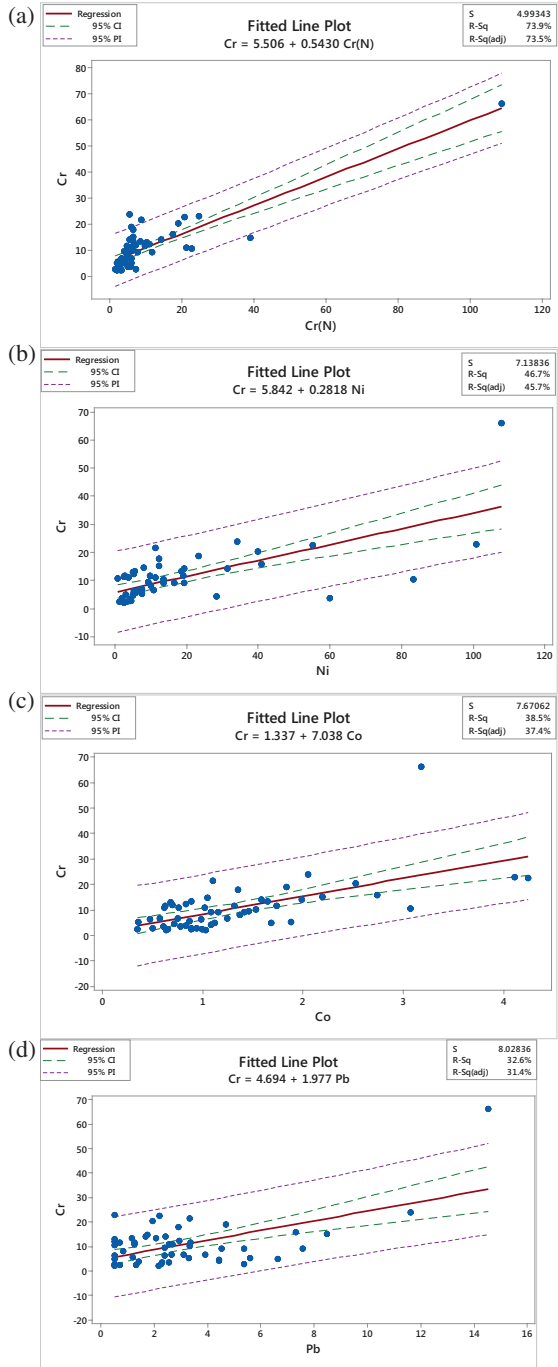 (a)
Regression
95% CI
95% PI
Fitted Line Plot
Cr = 5.506 + 0.5430 Cr(N)
S 4.99343
R-Sq 73.9%
R-Sq(adj) 73.5%
80
70
60
50
40
30
20
10
0
Cr
0 20 40 60 80 100 120
Cr(N)
(b)
Regression
95% CI
95% PI
Fitted Line Plot
Cr = 5.842 + 0.2818 Ni
S 7.13836
R-Sq 46.7%
R-Sq(adj) 45.7%
70
60
50
40
30
20
10
0
-10
Cr
0 20 40 60 80 100 120
Ni
(c)
Regression
95% CI
95% PI
Fitted Line Plot
Cr = 1.337 + 7.038 Co
S 7.67062
R-Sq 38.5%
R-Sq(adj) 37.4%
70
60
50
40
30
20
10
0
-10
-20
Cr
0 1 2 3 4
Co
(d)
Regression
95% CI
95% PI
Fitted Line Plot
Cr = 4.694 + 1.977 Pb
S 8.02836
R-Sq 32.6%
R-Sq(adj) 31.4%
70
60
50
40
30
20
10
0
-10
-20
Cr
0 2 4 6 8 10 12 14 16
Pb